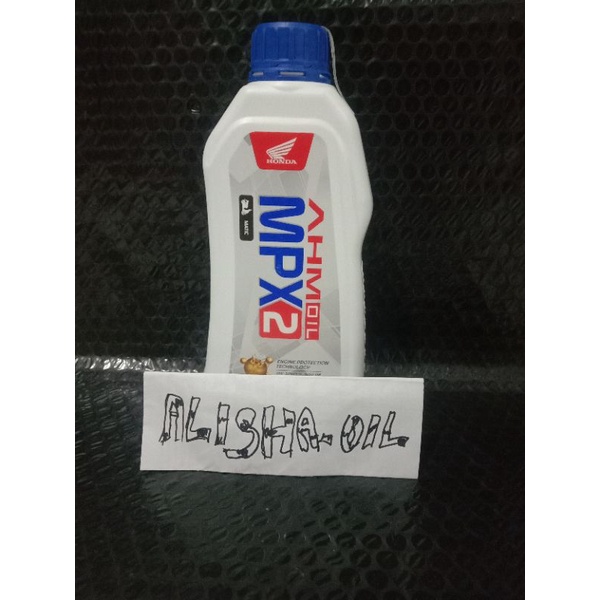 HONDA
AHM OIL
MPX2
MATIC
ENGINE PROTECTION
TECHNOLOGY
ALISHA.OIL